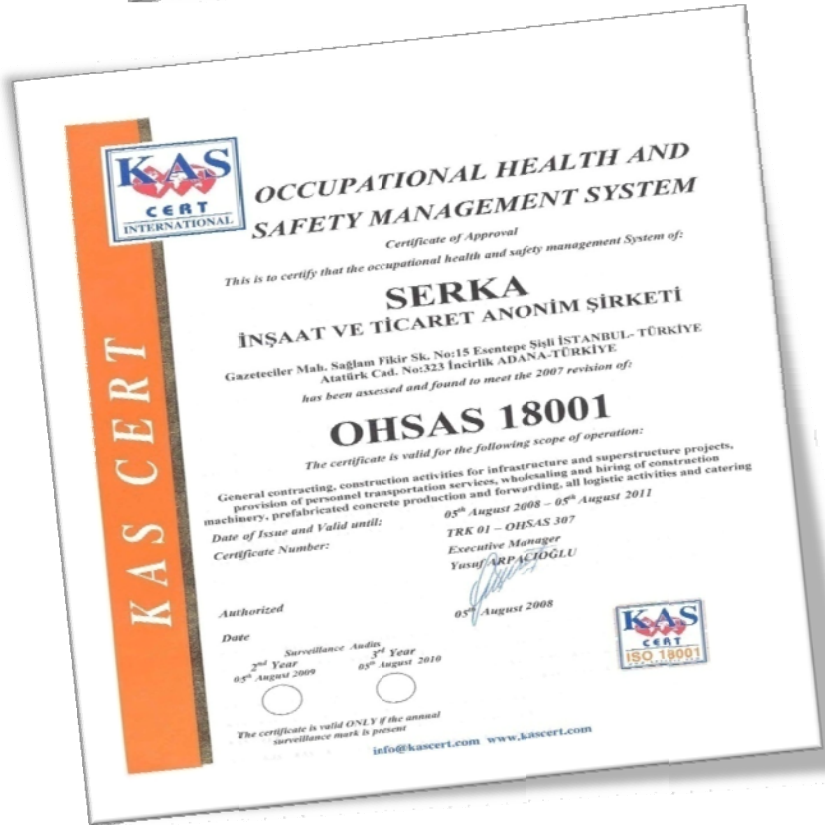 KAS
CERT
INTERNATIONAL
KAS CERT
OCCUPATIONAL HEALTH AND
SAFETY MANAGEMENT SYSTEM
Certificate of Approval
This is to certify that the occupational health and safety management System of:
SERKA
İNŞAAT VE TİCARET ANONİM ŞİRKETİ
Gazeteciler Mah. Sağlam Fikir Sk. No:15 Esentepe Şişli İSTANBUL- TÜRKİYE
Atatürk Cad. No:323 İncirlik ADANA-TÜRKİYE
has been assessed and found to meet the 2007 revision of:
OHSAS 18001
The certificate is valid for the following scope of operation:
General contracting, construction activities for infrastructure and superstructure projects,
provision of personnel transportation services, wholesaling and hiring of construction
machinery, prefabricated concrete production and forwarding, all logistic activities and catering
Date of Issue and Valid until: 05th August 2008 – 05th August 2011
Certificate Number: TRK 01 – OHSAS 307
Executive Manager
Yusuf ARPACIOĞLU
Authorized
Date 05th August 2008
Surveillance Audits
2nd Year 3rd Year
05th August 2009 05th August 2010
The certificate is valid ONLY if the annual
surveillance mark is present
info@kascert.com www.kascert.com
KAS
CERT
ISO 18001